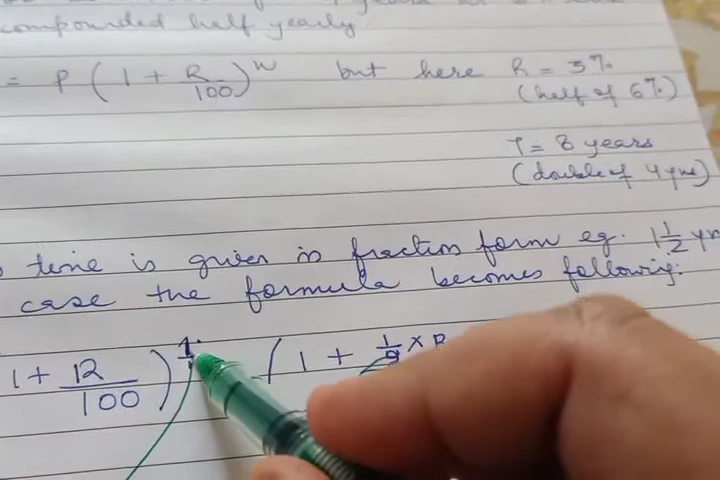 compounded half yearly.
= P ( 1 + R/100 )^n but here R = 3%
(half of 6%)
T = 8 years
(double of 4 yrs)
time is given in fraction form eg. 1 1/2 yr
case the formula becomes following:
1 + 12/100 ) ( 1 + 1/2 × R